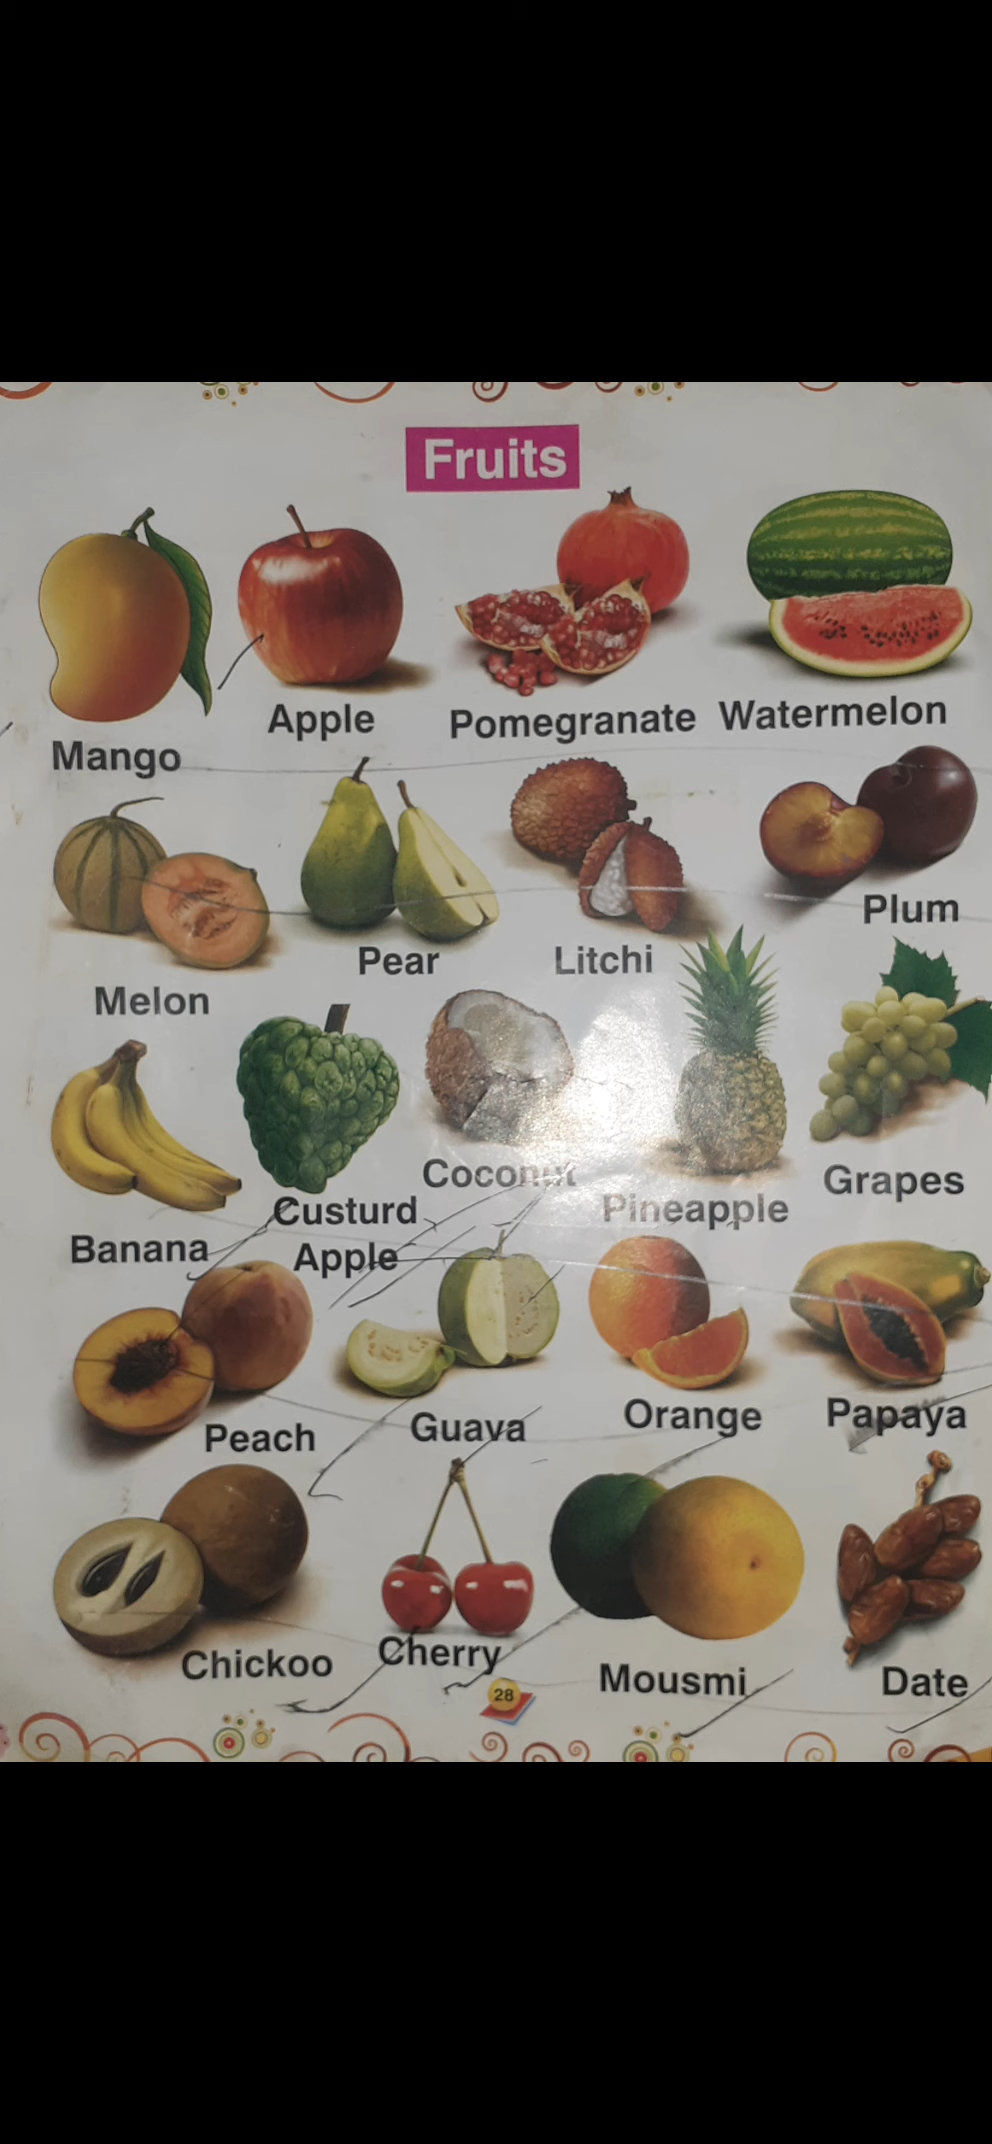 Fruits
Mango
Apple
Pomegranate
Watermelon
Melon
Pear
Litchi
Plum
Banana
Custurd
Apple
Coconut
Pineapple
Grapes
Peach
Guava
Orange
Papaya
Chickoo
Cherry
Mousmi
Date
28